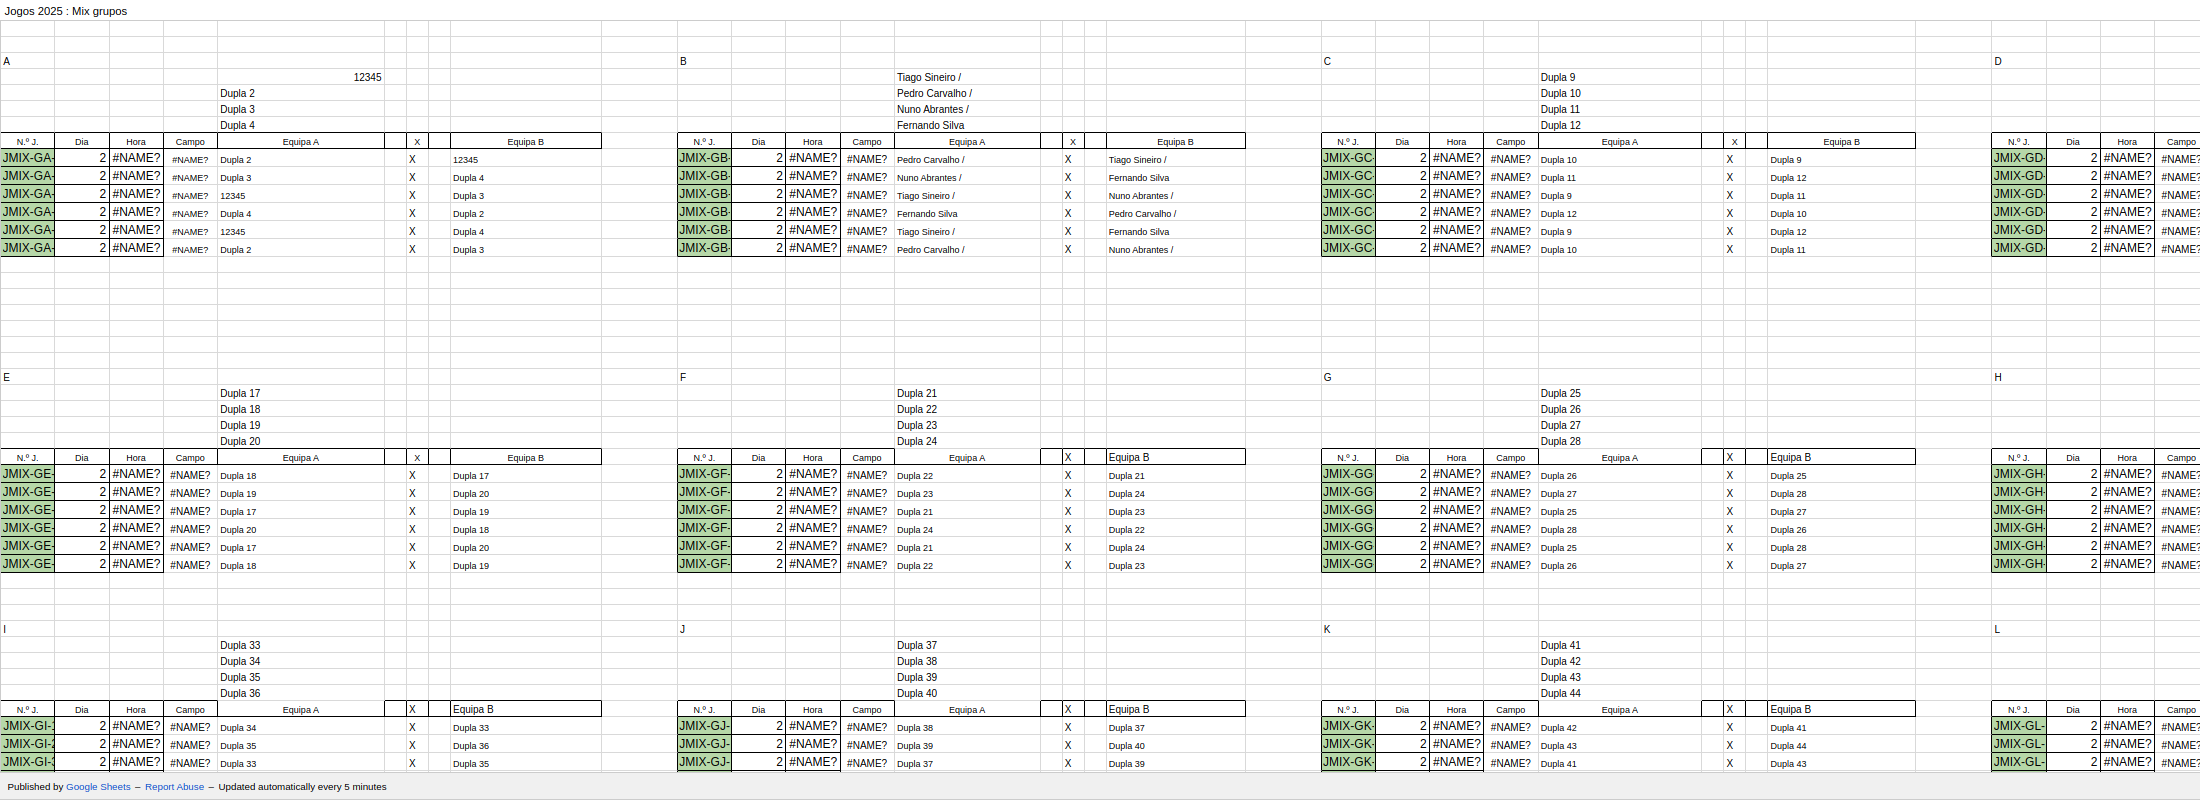 Jogos 2025 : Mix grupos
A B C D
12345 Tiago Sineiro / Dupla 9
Dupla 2 Pedro Carvalho / Dupla 10
Dupla 3 Nuno Abrantes / Dupla 11
Dupla 4 Fernando Silva Dupla 12
N.º J. Dia Hora Campo Equipa A X Equipa B N.º J. Dia Hora Campo Equipa A X Equipa B N.º J. Dia Hora Campo Equipa A X Equipa B N.º J. Dia Hora Campo
JMIX-GA- 2 #NAME? #NAME? Dupla 2 X 12345 JMIX-GB- 2 #NAME? #NAME? Pedro Carvalho / X Tiago Sineiro / JMIX-GC- 2 #NAME? #NAME? Dupla 10 X Dupla 9 JMIX-GD- 2 #NAME? #NAME?
JMIX-GA- 2 #NAME? #NAME? Dupla 3 X Dupla 4 JMIX-GB- 2 #NAME? #NAME? Nuno Abrantes / X Fernando Silva JMIX-GC- 2 #NAME? #NAME? Dupla 11 X Dupla 12 JMIX-GD- 2 #NAME? #NAME?
JMIX-GA- 2 #NAME? #NAME? 12345 X Dupla 3 JMIX-GB- 2 #NAME? #NAME? Tiago Sineiro / X Nuno Abrantes / JMIX-GC- 2 #NAME? #NAME? Dupla 9 X Dupla 11 JMIX-GD- 2 #NAME? #NAME?
JMIX-GA- 2 #NAME? #NAME? Dupla 4 X Dupla 2 JMIX-GB- 2 #NAME? #NAME? Fernando Silva X Pedro Carvalho / JMIX-GC- 2 #NAME? #NAME? Dupla 12 X Dupla 10 JMIX-GD- 2 #NAME? #NAME?
JMIX-GA- 2 #NAME? #NAME? 12345 X Dupla 4 JMIX-GB- 2 #NAME? #NAME? Tiago Sineiro / X Fernando Silva JMIX-GC- 2 #NAME? #NAME? Dupla 9 X Dupla 12 JMIX-GD- 2 #NAME? #NAME?
JMIX-GA- 2 #NAME? #NAME? Dupla 2 X Dupla 3 JMIX-GB- 2 #NAME? #NAME? Pedro Carvalho / X Nuno Abrantes / JMIX-GC- 2 #NAME? #NAME? Dupla 10 X Dupla 11 JMIX-GD- 2 #NAME? #NAME?
E F G H
Dupla 17 Dupla 21 Dupla 25
Dupla 18 Dupla 22 Dupla 26
Dupla 19 Dupla 23 Dupla 27
Dupla 20 Dupla 24 Dupla 28
N.º J. Dia Hora Campo Equipa A X Equipa B N.º J. Dia Hora Campo Equipa A X Equipa B N.º J. Dia Hora Campo Equipa A X Equipa B N.º J. Dia Hora Campo
JMIX-GE- 2 #NAME? #NAME? Dupla 18 X Dupla 17 JMIX-GF- 2 #NAME? #NAME? Dupla 22 X Dupla 21 JMIX-GG 2 #NAME? #NAME? Dupla 26 X Dupla 25 JMIX-GH- 2 #NAME? #NAME?
JMIX-GE- 2 #NAME? #NAME? Dupla 19 X Dupla 20 JMIX-GF- 2 #NAME? #NAME? Dupla 23 X Dupla 24 JMIX-GG 2 #NAME? #NAME? Dupla 27 X Dupla 28 JMIX-GH- 2 #NAME? #NAME?
JMIX-GE- 2 #NAME? #NAME? Dupla 17 X Dupla 19 JMIX-GF- 2 #NAME? #NAME? Dupla 21 X Dupla 23 JMIX-GG 2 #NAME? #NAME? Dupla 25 X Dupla 27 JMIX-GH- 2 #NAME? #NAME?
JMIX-GE- 2 #NAME? #NAME? Dupla 20 X Dupla 18 JMIX-GF- 2 #NAME? #NAME? Dupla 24 X Dupla 22 JMIX-GG 2 #NAME? #NAME? Dupla 28 X Dupla 26 JMIX-GH- 2 #NAME? #NAME?
JMIX-GE- 2 #NAME? #NAME? Dupla 17 X Dupla 20 JMIX-GF- 2 #NAME? #NAME? Dupla 21 X Dupla 24 JMIX-GG 2 #NAME? #NAME? Dupla 25 X Dupla 28 JMIX-GH- 2 #NAME? #NAME?
JMIX-GE- 2 #NAME? #NAME? Dupla 18 X Dupla 19 JMIX-GF- 2 #NAME? #NAME? Dupla 22 X Dupla 23 JMIX-GG 2 #NAME? #NAME? Dupla 26 X Dupla 27 JMIX-GH- 2 #NAME? #NAME?
I J K L
Dupla 33 Dupla 37 Dupla 41
Dupla 34 Dupla 38 Dupla 42
Dupla 35 Dupla 39 Dupla 43
Dupla 36 Dupla 40 Dupla 44
N.º J. Dia Hora Campo Equipa A X Equipa B N.º J. Dia Hora Campo Equipa A X Equipa B N.º J. Dia Hora Campo Equipa A X Equipa B N.º J. Dia Hora Campo
JMIX-GI-1 2 #NAME? #NAME? Dupla 34 X Dupla 33 JMIX-GJ- 2 #NAME? #NAME? Dupla 38 X Dupla 37 JMIX-GK- 2 #NAME? #NAME? Dupla 42 X Dupla 41 JMIX-GL- 2 #NAME? #NAME?
JMIX-GI-2 2 #NAME? #NAME? Dupla 35 X Dupla 36 JMIX-GJ- 2 #NAME? #NAME? Dupla 39 X Dupla 40 JMIX-GK- 2 #NAME? #NAME? Dupla 43 X Dupla 44 JMIX-GL- 2 #NAME? #NAME?
JMIX-GI-3 2 #NAME? #NAME? Dupla 33 X Dupla 35 JMIX-GJ- 2 #NAME? #NAME? Dupla 37 X Dupla 39 JMIX-GK- 2 #NAME? #NAME? Dupla 41 X Dupla 43 JMIX-GL- 2 #NAME? #NAME?
Published by Google Sheets – Report Abuse – Updated automatically every 5 minutes